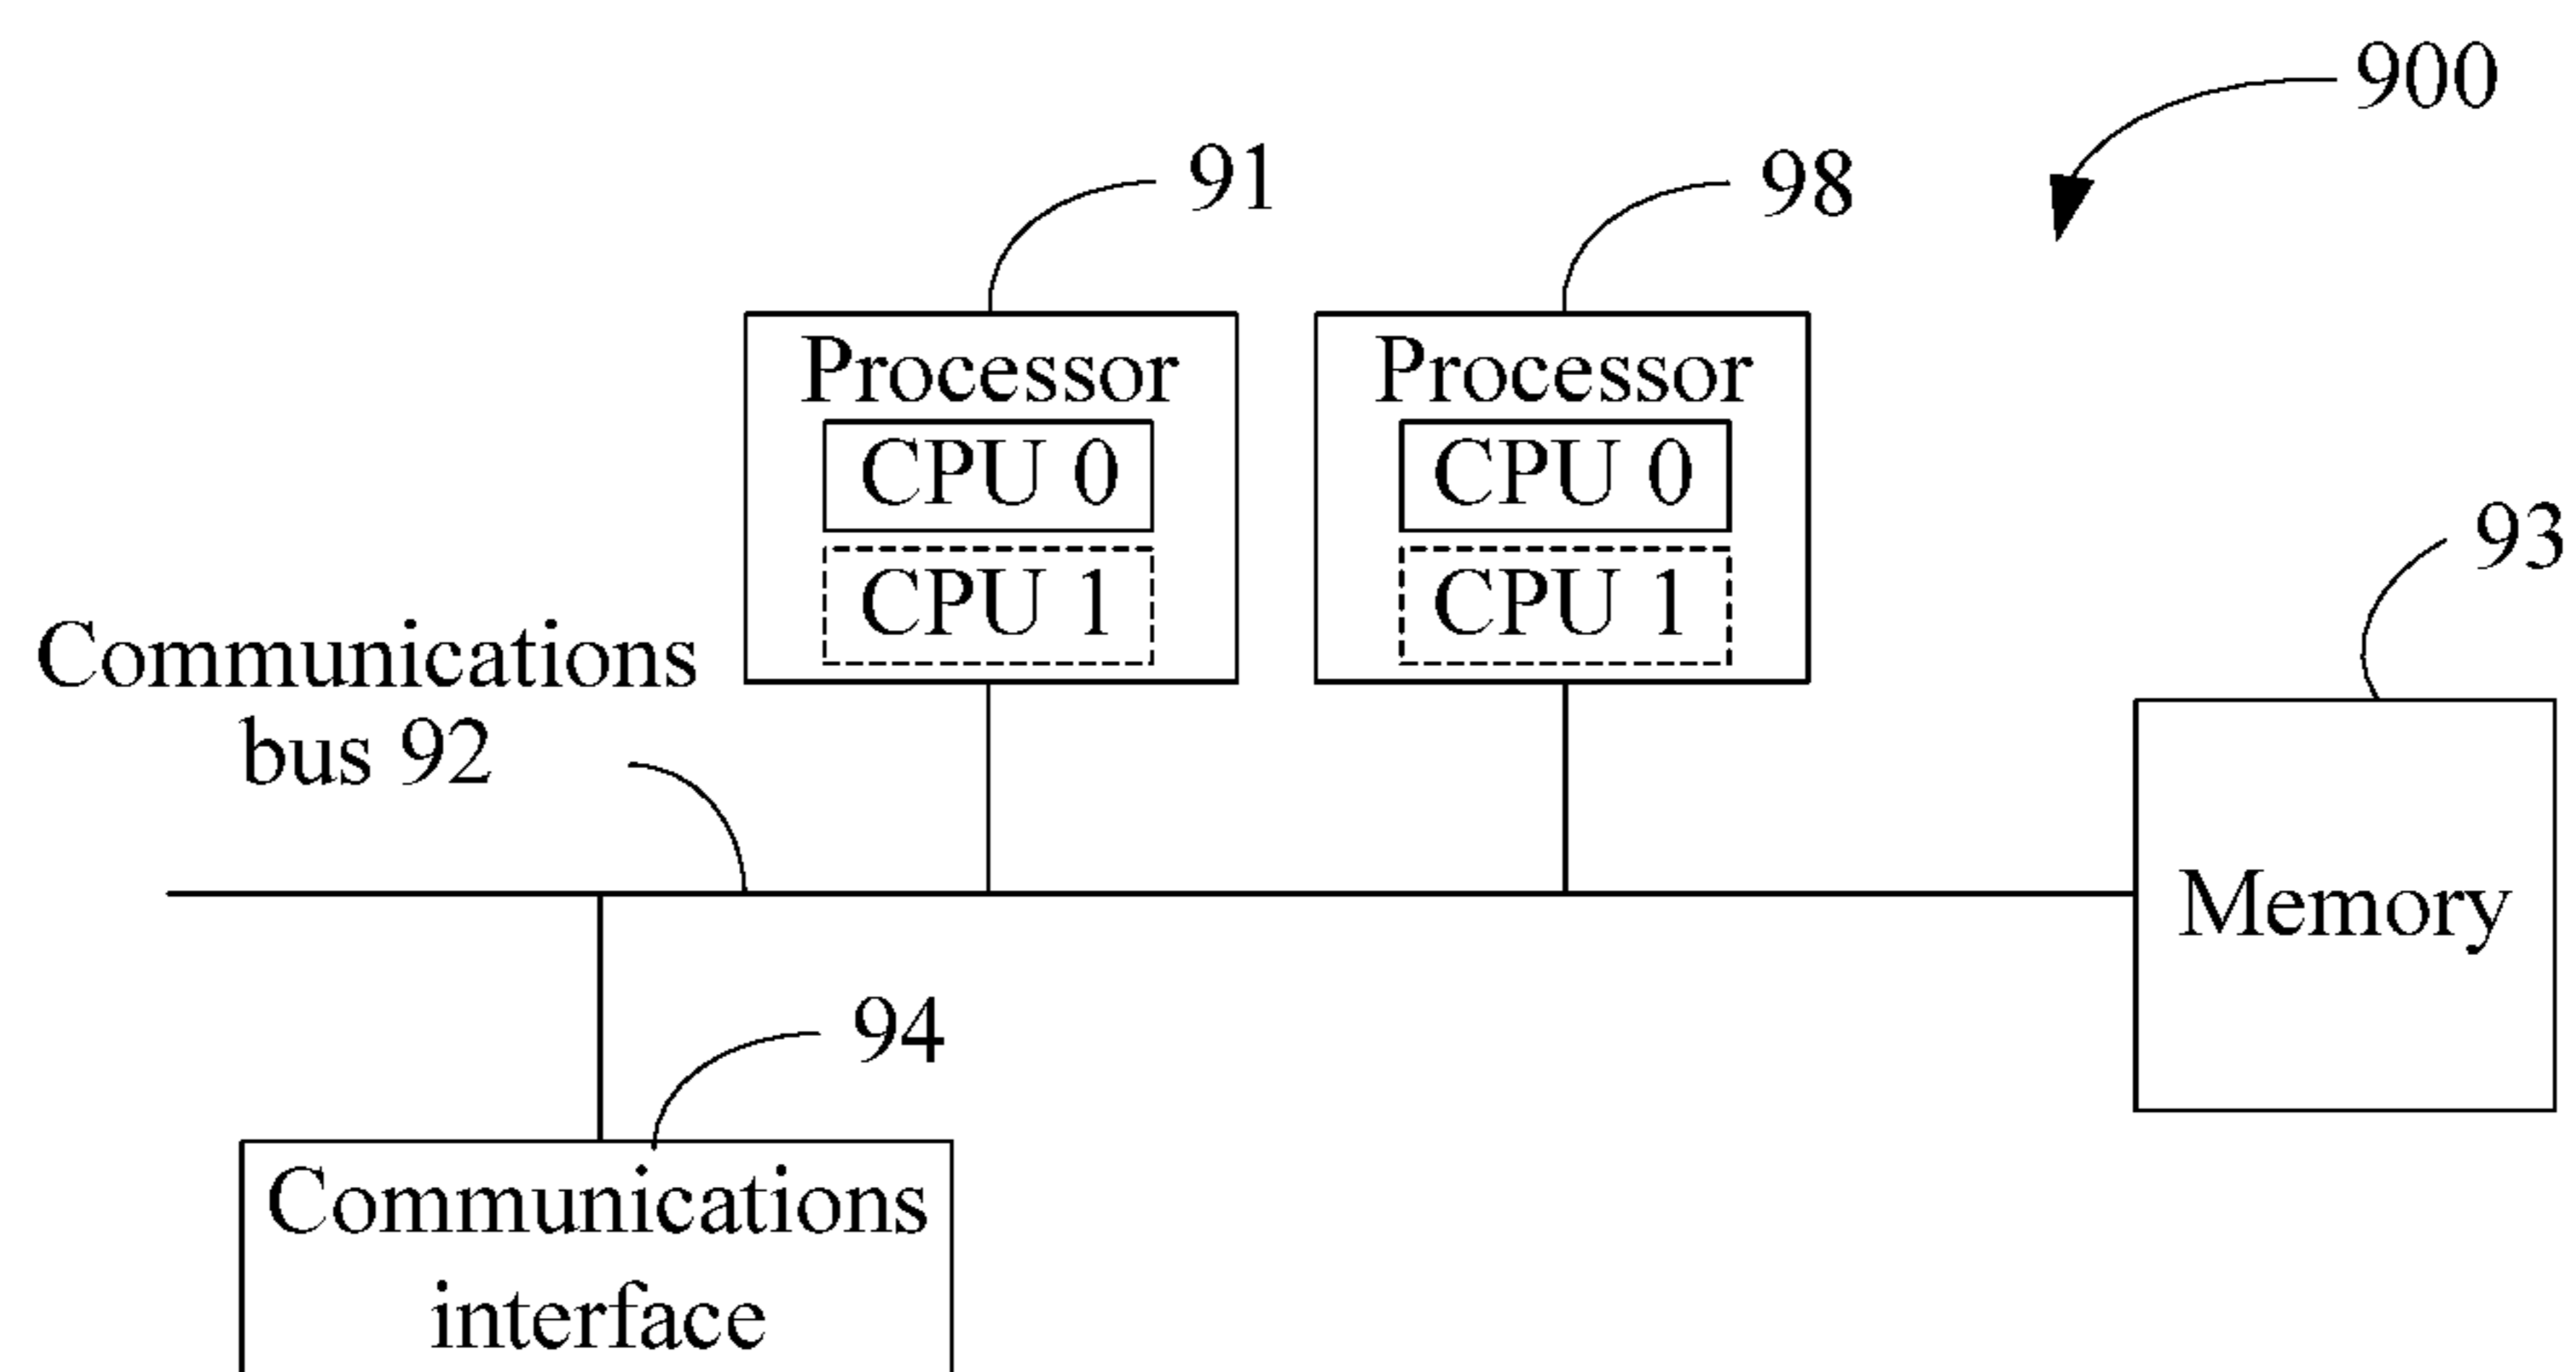 900
91
98
Processor
CPU 0
CPU 1
Processor
CPU 0
CPU 1
93
Communications
bus 92
Memory
94
Communications
interface